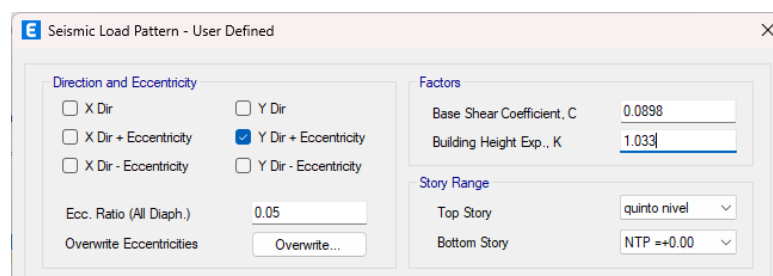 E Seismic Load Pattern - User Defined
Direction and Eccentricity
X Dir
Y Dir
X Dir + Eccentricity
Y Dir + Eccentricity
X Dir - Eccentricity
Y Dir - Eccentricity
Ecc. Ratio (All Diaph.)
0.05
Overwrite Eccentricities
Overwrite...
Factors
Base Shear Coefficient, C
0.0898
Building Height Exp., K
1.033
Story Range
Top Story
quinto nivel
Bottom Story
NTP =+0.00